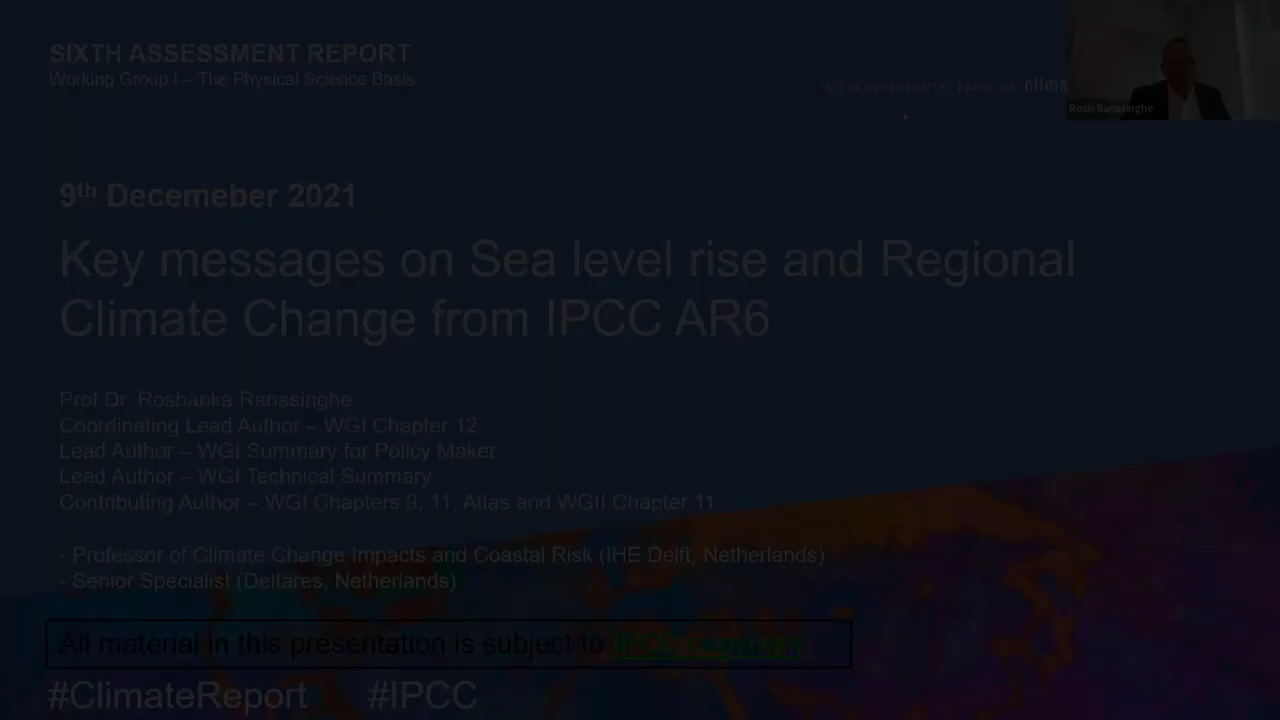 SIXTH ASSESSMENT REPORT
Working Group I – The Physical Science Basis
INTERGOVERNMENTAL PANEL ON clima
Rosh Ranasinghe
9th Decemeber 2021
Key messages on Sea level rise and Regional
Climate Change from IPCC AR6
Prof Dr. Roshanka Ranasinghe
Coordinating Lead Author – WGI Chapter 12
Lead Author – WGI Summary for Policy Maker
Lead Author – WGI Technical Summary
Contributing Author – WGI Chapters 9, 11, Atlas and WGII Chapter 11
- Professor of Climate Change Impacts and Coastal Risk (IHE Delft, Netherlands)
- Senior Specialist (Deltares, Netherlands)
All material in this presentation is subject to IPCC copyright
#ClimateReport #IPCC